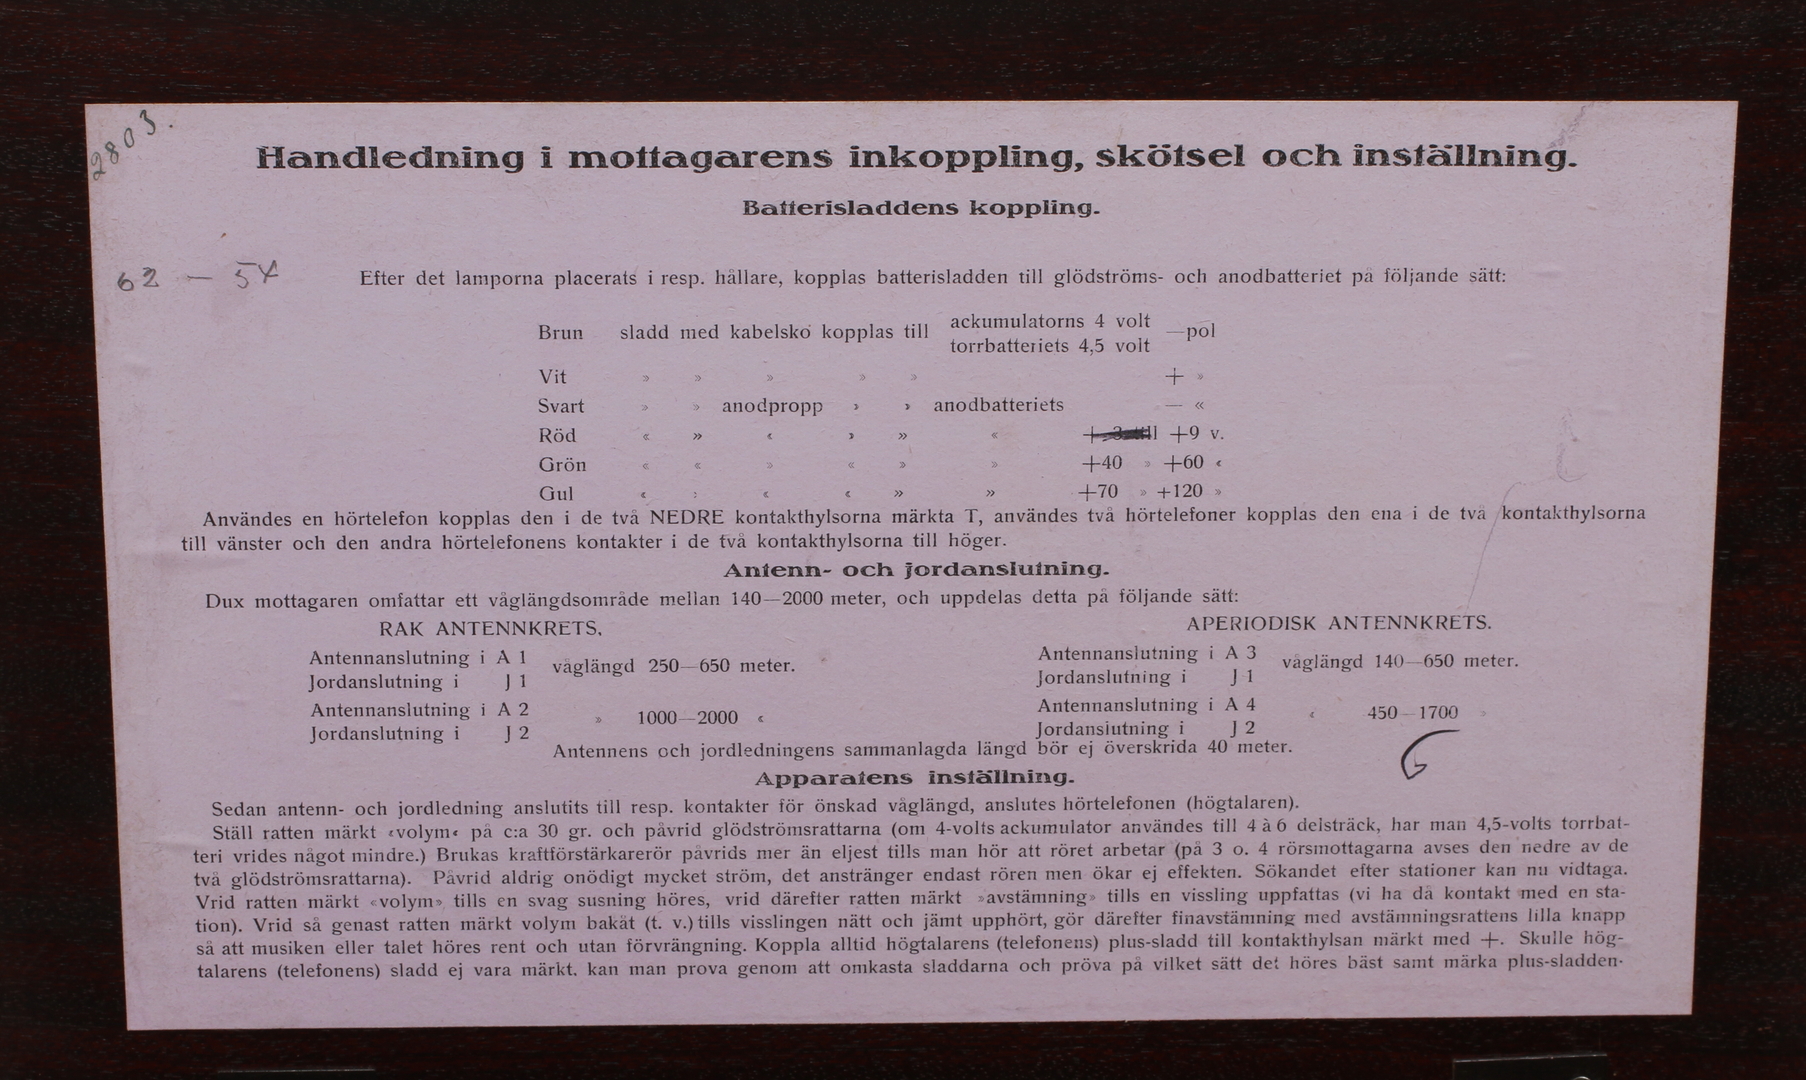 2803.
Handledning i mottagarens inkoppling, skötsel och inställning.
Batterisladdens koppling.
62 — 54
Efter det lamporna placerats i resp. hållare, kopplas batterisladden till glödströms- och anodbatteriet på följande sätt:
Brun sladd med kabelsko kopplas till ackumulatorns 4 volt —pol
torrbatteriets 4,5 volt
Vit » » » » » + »
Svart » » anodpropp › › anodbatteriets — «
Röd « » ‹ › » « +9 v.
Grön « « » « » » +40 » +60 ‹
Gul ‹ : ‹ ‹ » » +70 » +120 »
Användes en hörtelefon kopplas den i de två NEDRE kontakthylsorna märkta T, användes två hörtelefoner kopplas den ena i de två kontakthylsorna
till vänster och den andra hörtelefonens kontakter i de två kontakthylsorna till höger.
Antenn- och jordanslutning.
Dux mottagaren omfattar ett våglängdsområde mellan 140—2000 meter, och uppdelas detta på följande sätt:
RAK ANTENNKRETS.
Antennanslutning i A 1
Jordanslutning i J 1
våglängd 250—650 meter.
Antennanslutning i A 2
Jordanslutning i J 2
» 1000—2000 «
APERIODISK ANTENNKRETS.
Antennanslutning i A 3
Jordanslutning i J 1
våglängd 140—650 meter.
Antennanslutning i A 4
Jordanslutning i J 2
‹ 450—1700 »
Antennens och jordledningens sammanlagda längd bör ej överskrida 40 meter.
6
Apparatens inställning.
Sedan antenn- och jordledning anslutits till resp. kontakter för önskad våglängd, anslutes hörtelefonen (högtalaren).
Ställ ratten märkt «volym« på c:a 30 gr. och påvrid glödströmsrattarna (om 4-volts ackumulator användes till 4 à 6 delsträck, har man 4,5-volts torrbat-
teri vrides något mindre.) Brukas kraftförstärkarerör påvrids mer än eljest tills man hör att röret arbetar (på 3 o. 4 rörsmottagarna avses den nedre av de
två glödströmsrattarna). Påvrid aldrig onödigt mycket ström, det anstränger endast rören men ökar ej effekten. Sökandet efter stationer kan nu vidtaga.
Vrid ratten märkt «volym» tills en svag susning höres, vrid därefter ratten märkt »avstämning» tills en vissling uppfattas (vi ha då kontakt med en sta-
tion). Vrid så genast ratten märkt volym bakåt (t. v.) tills visslingen nätt och jämt upphört, gör därefter finavstämning med avstämningsrattens lilla knapp
så att musiken eller talet höres rent och utan förvrängning. Koppla alltid högtalarens (telefonens) plus-sladd till kontakthylsan märkt med +. Skulle hög-
talarens (telefonens) sladd ej vara märkt, kan man prova genom att omkasta sladdarna och pröva på vilket sätt det höres bäst samt märka plus-sladden.